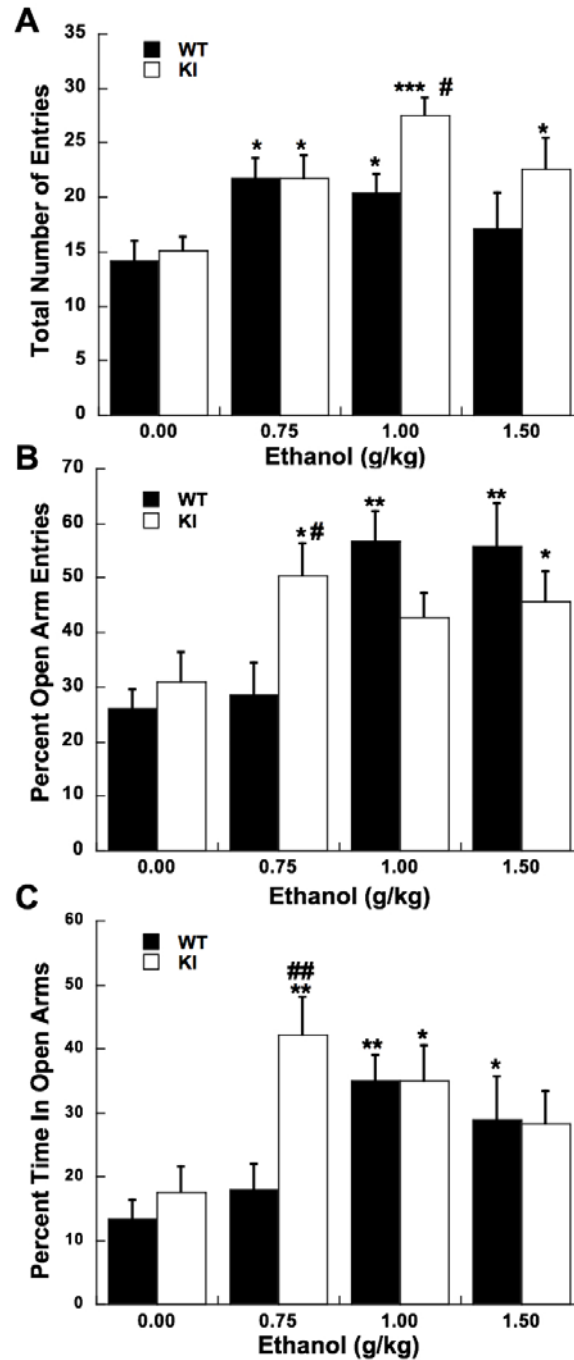 A
35
WT
KI
30
*** #
25
* * * *
20
15
10
5
0
Total Number of Entries
0.00 0.75 1.00 1.50
Ethanol (g/kg)
B
70
WT
KI
60
** **
*# *
50
40
30
20
10
0
Percent Open Arm Entries
0.00 0.75 1.00 1.50
Ethanol (g/kg)
C
60
WT
KI
50
##
**
** * *
40
30
20
10
0
Percent Time In Open Arms
0.00 0.75 1.00 1.50
Ethanol (g/kg)